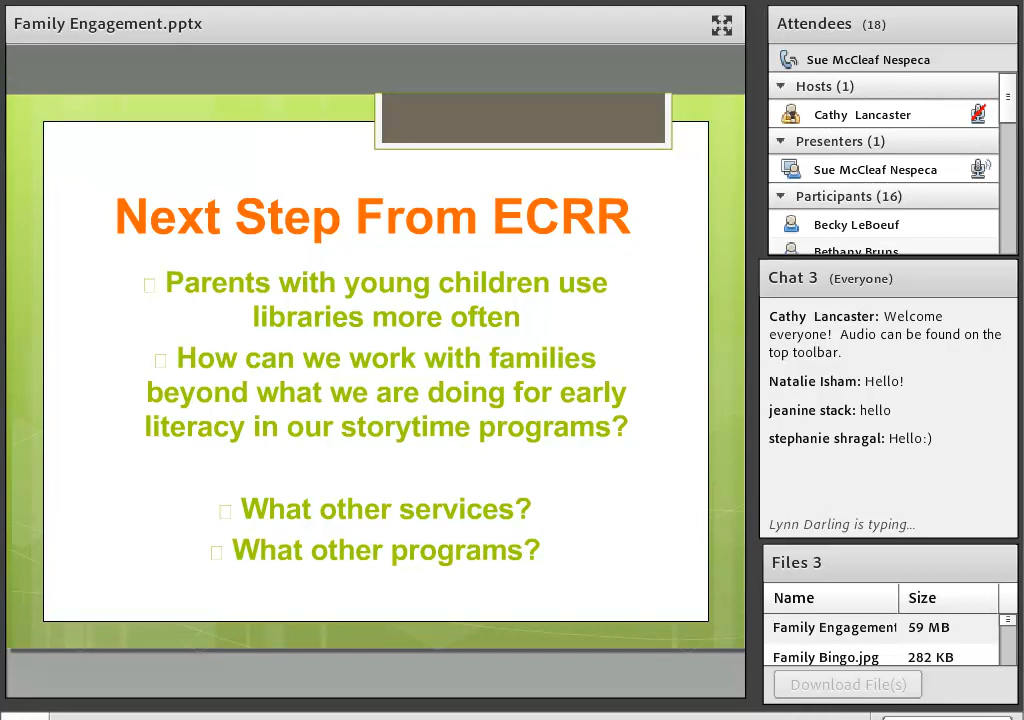 Family Engagement.pptx
Next Step From ECRR
Parents with young children use
libraries more often
How can we work with families
beyond what we are doing for early
literacy in our storytime programs?
What other services?
What other programs?
Attendees (18)
Sue McCleaf Nespeca
Hosts (1)
Cathy Lancaster
Presenters (1)
Sue McCleaf Nespeca
Participants (16)
Becky LeBoeuf
Bethany Bruns
Chat 3 (Everyone)
Cathy Lancaster: Welcome
everyone! Audio can be found on the
top toolbar.
Natalie Isham: Hello!
jeanine stack: hello
stephanie shragal: Hello:)
Lynn Darling is typing...
Files 3
Name Size
Family Engagement 59 MB
Family Bingo.jpg 282 KB
Download File(s)